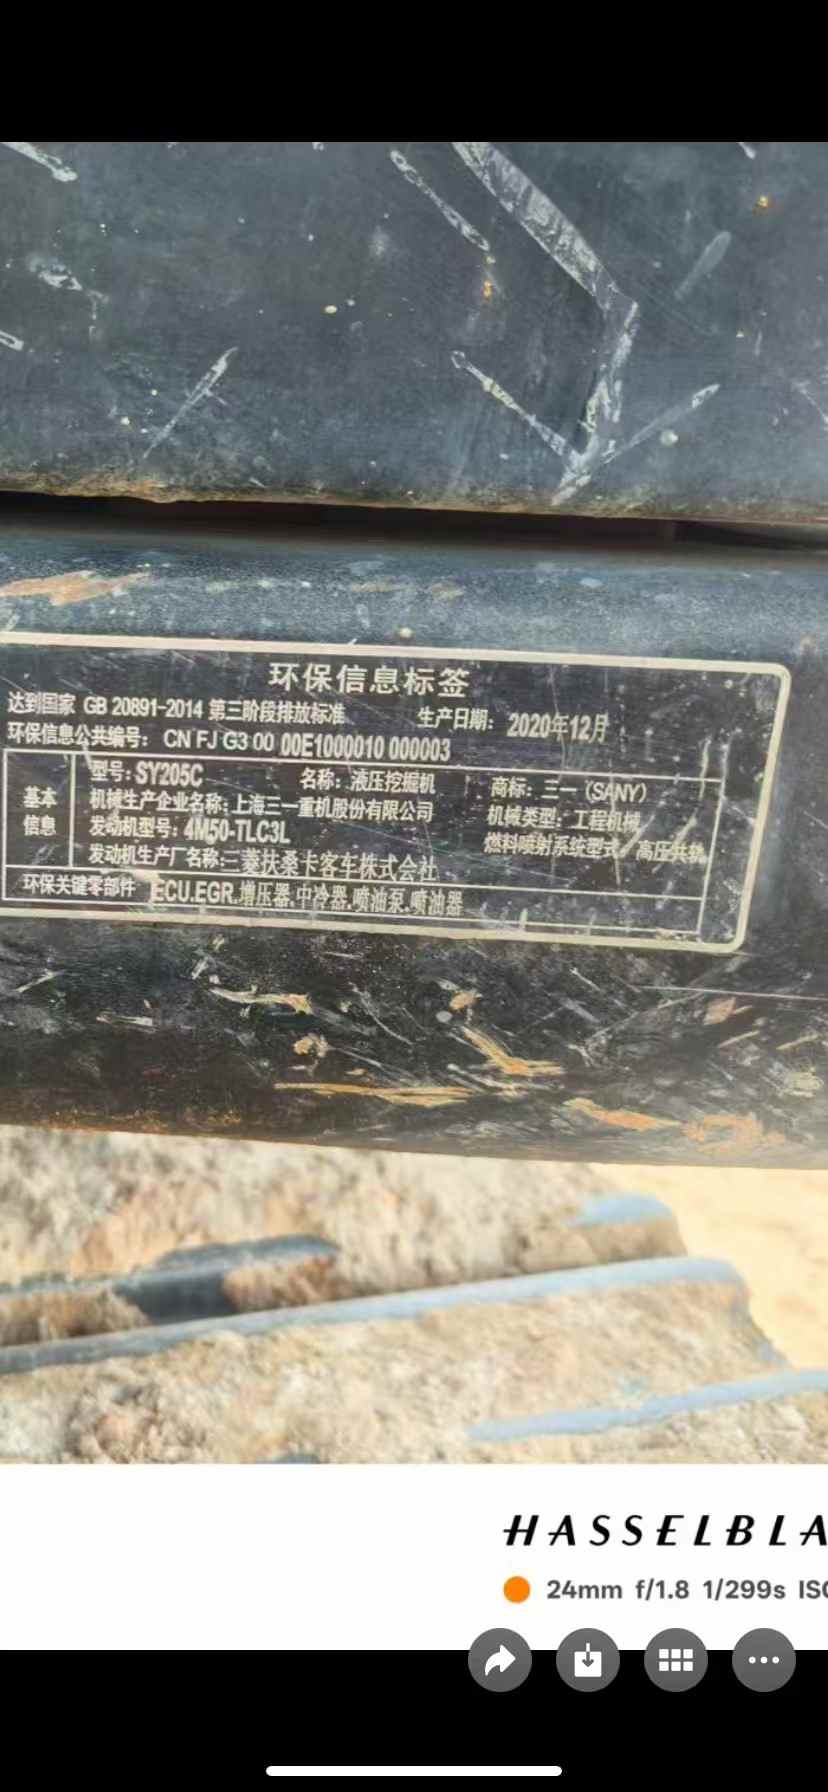 环保信息标签
达到国家 GB 20891-2014 第三阶段排放标准 生产日期: 2020年12月
环保信息公共编号: CN FJ G3 00 00E1000010 000003
基本信息
型号: SY205C 名称: 液压挖掘机 商标: 三一 (SANY)
机械生产企业名称: 上海三一重机股份有限公司 机械类型: 工程机械
发动机型号: 4M50-TLC3L 燃料喷射系统型式: 高压共轨
发动机生产厂名称: 三菱扶桑卡客车株式会社
环保关键零部件 ECU.EGR.增压器.中冷器.喷油泵.喷油器
HASSELBLA
24mm f/1.8 1/299s ISO